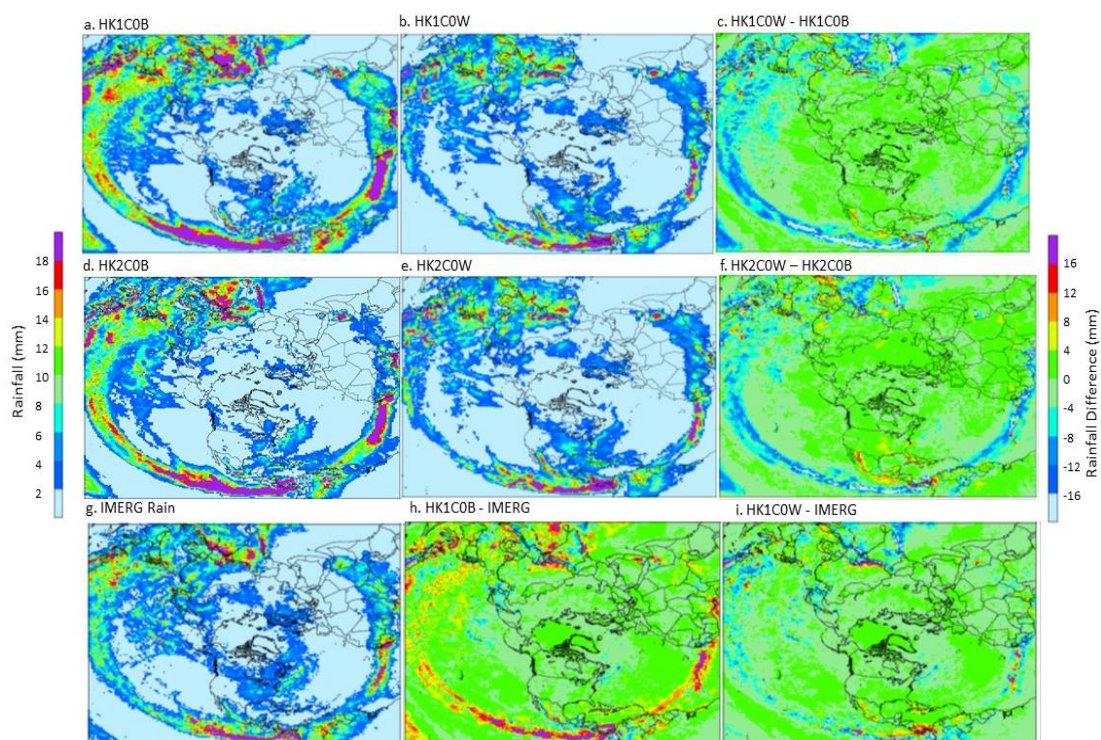 a. HK1C0B
b. HK1C0W
c. HK1C0W - HK1C0B
d. HK2C0B
e. HK2C0W
f. HK2C0W – HK2C0B
Rainfall (mm)
18
16
14
12
10
8
6
4
2
Rainfall Difference (mm)
16
12
8
4
0
-4
-8
-12
-16
g. IMERG Rain
h. HK1C0B - IMERG
i. HK1C0W - IMERG